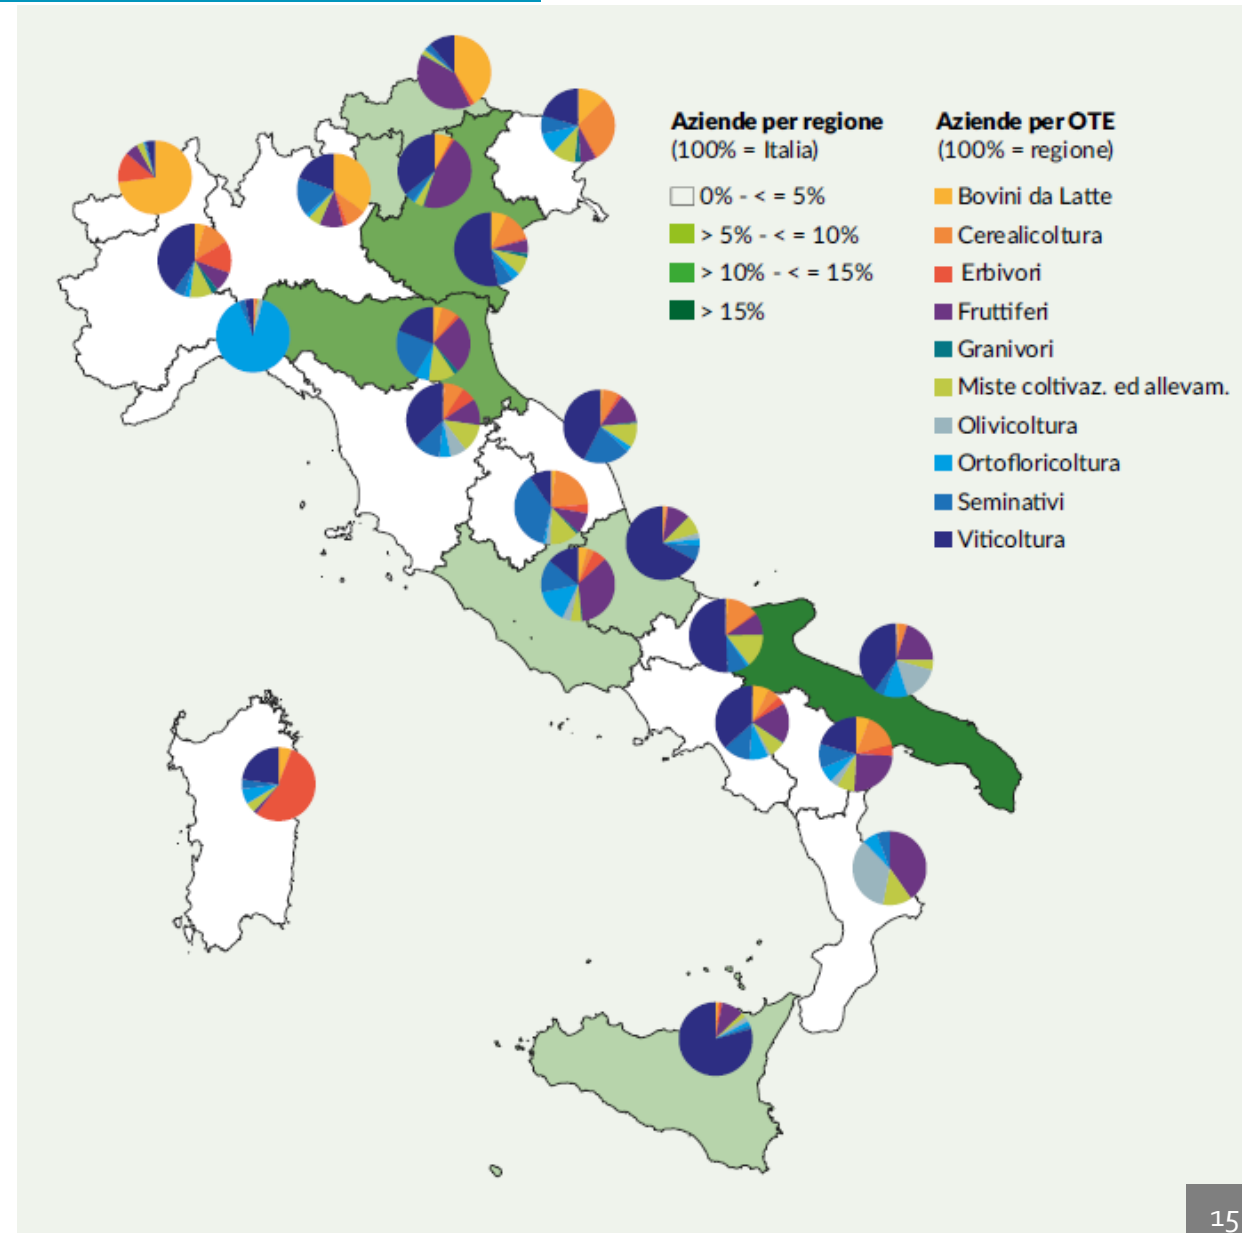 Aziende per regione
(100% = Italia)
0% - < = 5%
> 5% - < = 10%
> 10% - < = 15%
> 15%
Aziende per OTE
(100% = regione)
Bovini da Latte
Cerealicoltura
Erbivori
Fruttiferi
Granivori
Miste coltivaz. ed allevam.
Olivicoltura
Ortofloricoltura
Seminativi
Viticoltura
15